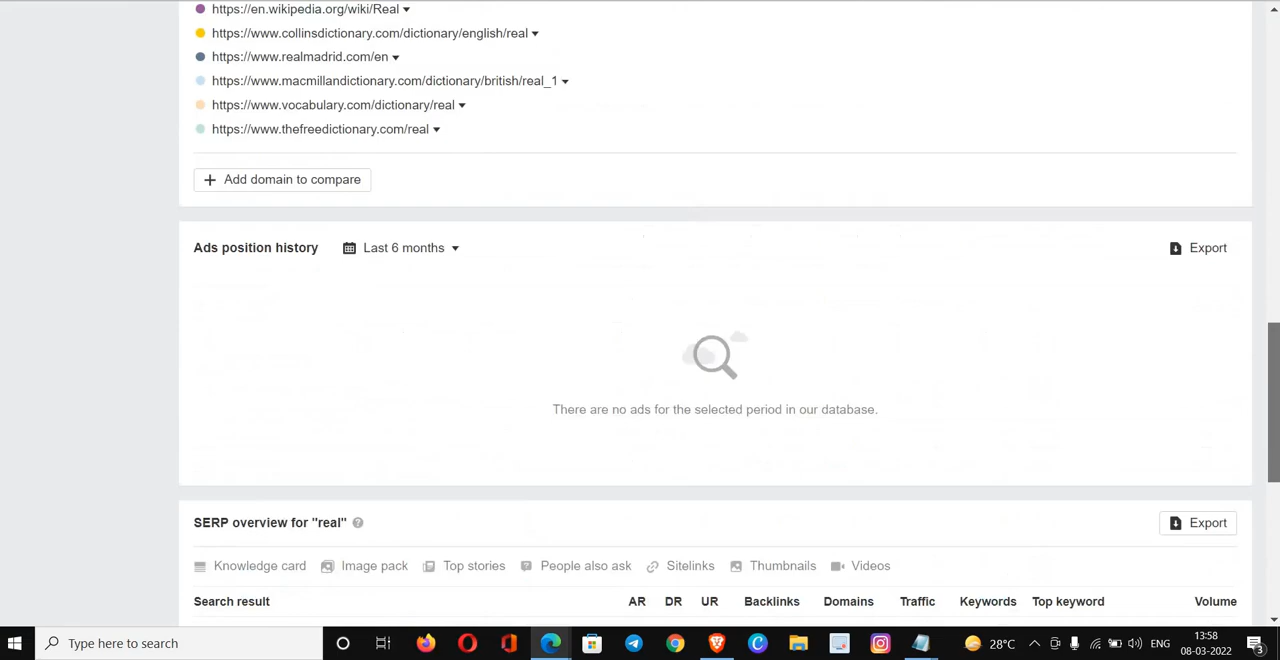 https://en.wikipedia.org/wiki/Real
https://www.collinsdictionary.com/dictionary/english/real
https://www.realmadrid.com/en
https://www.macmillandictionary.com/dictionary/british/real_1
https://www.vocabulary.com/dictionary/real
https://www.thefreedictionary.com/real
+ Add domain to compare
Ads position history Last 6 months Export
There are no ads for the selected period in our database.
SERP overview for "real" ? Export
Knowledge card Image pack Top stories People also ask Sitelinks Thumbnails Videos
Search result AR DR UR Backlinks Domains Traffic Keywords Top keyword Volume
Type here to search 28°C ENG 13:58
08-03-2022 3